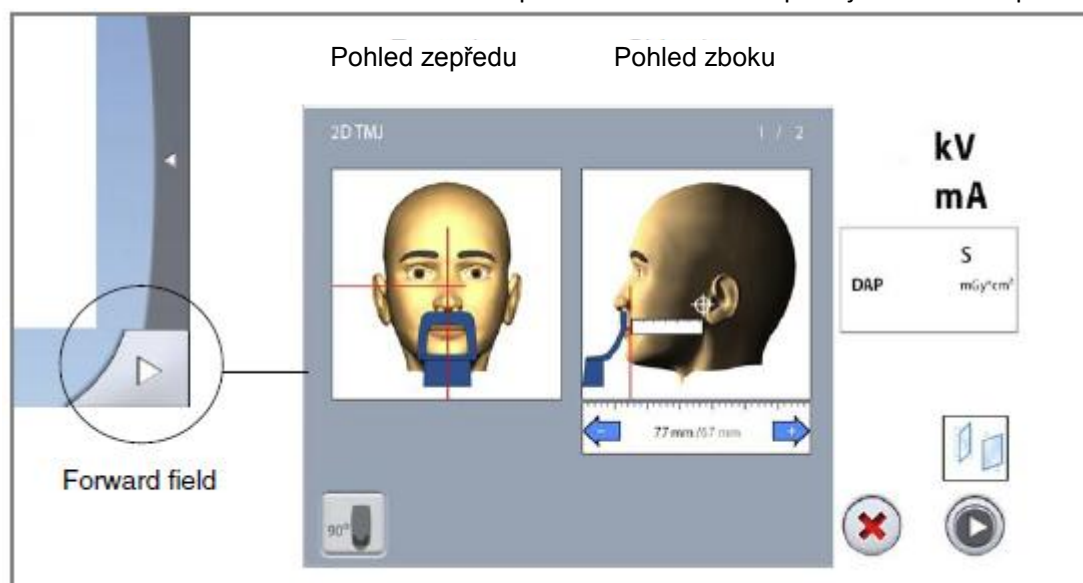 Pohled zepředu
Pohled zboku
2D TMJ
1 / 2
kV
mA
S
DAP
mGy*cm²
77 mm/67 mm
Forward field
90°